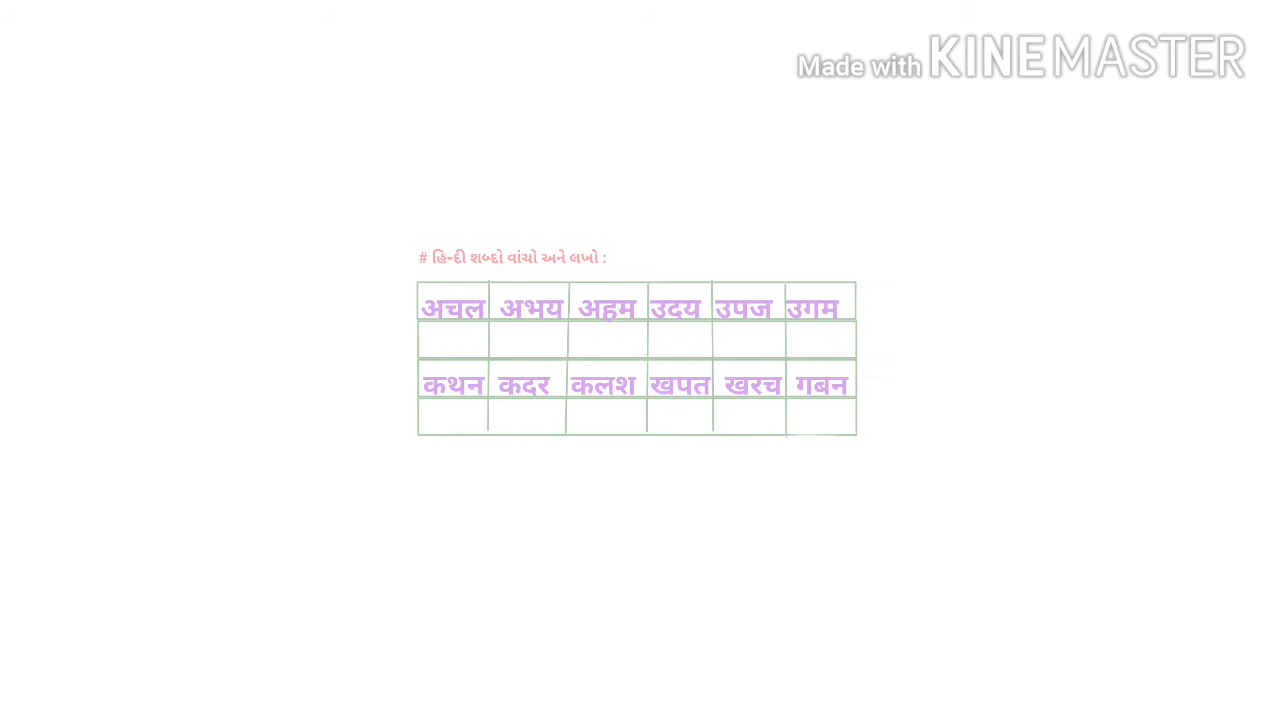 Made with KINEMASTER
# હિન્દી શબ્દો વાંચો અને લખો :
अचल अभय अहम उदय उपज उगम
कथन कदर कलश खपत खरच गबन